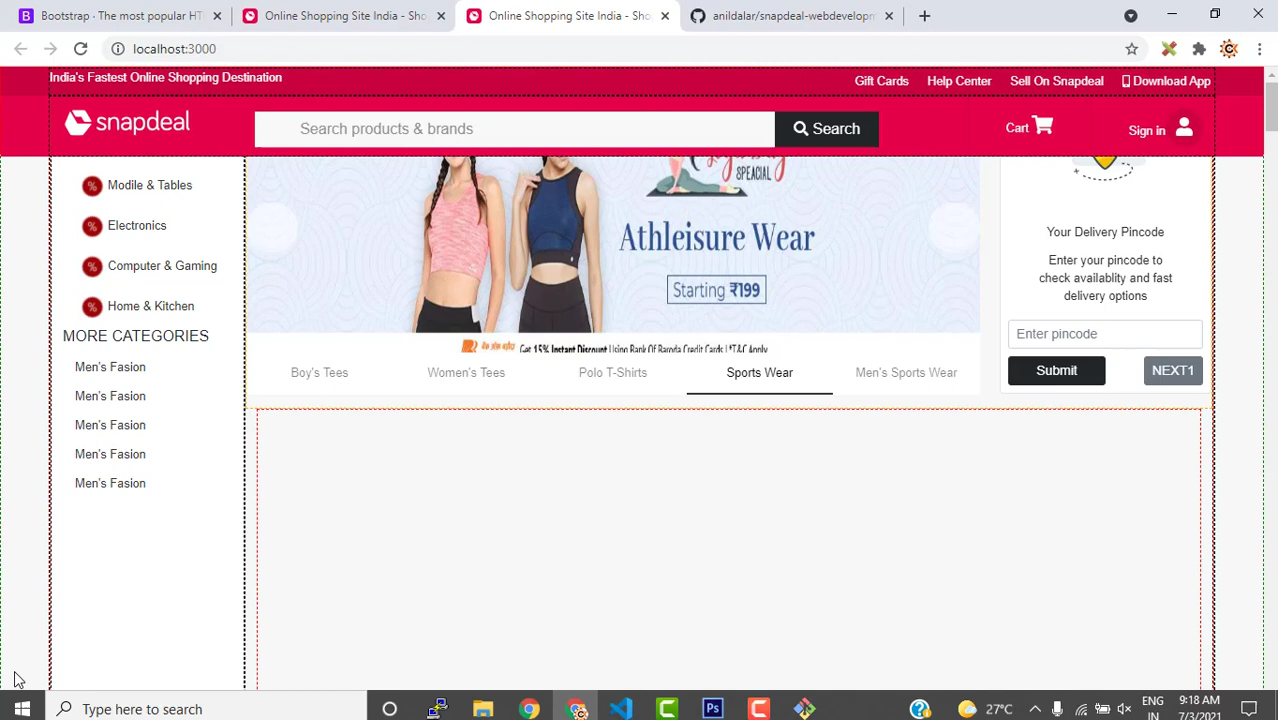 Bootstrap · The most popular HT
Online Shopping Site India - Sho
Online Shopping Site India - Sho
anildalar/snapdeal-webdevelopm
localhost:3000
India's Fastest Online Shopping Destination
Gift Cards Help Center Sell On Snapdeal Download App
snapdeal
Search products & brands
Search
Cart
Sign in
% Modile & Tables
% Electronics
% Computer & Gaming
% Home & Kitchen
MORE CATEGORIES
Men's Fasion
Men's Fasion
Men's Fasion
Men's Fasion
Men's Fasion
SPEACIAL
Athleisure Wear
Starting ₹199
Get 15% Instant Discount Using Bank Of Baroda Credit Cards | *T&C Apply
Boy's Tees Women's Tees Polo T-Shirts Sports Wear Men's Sports Wear
Your Delivery Pincode
Enter your pincode to
check availablity and fast
delivery options
Enter pincode
Submit NEXT1
Type here to search
27°C
ENG
IN
9:18 AM
7/3/2021